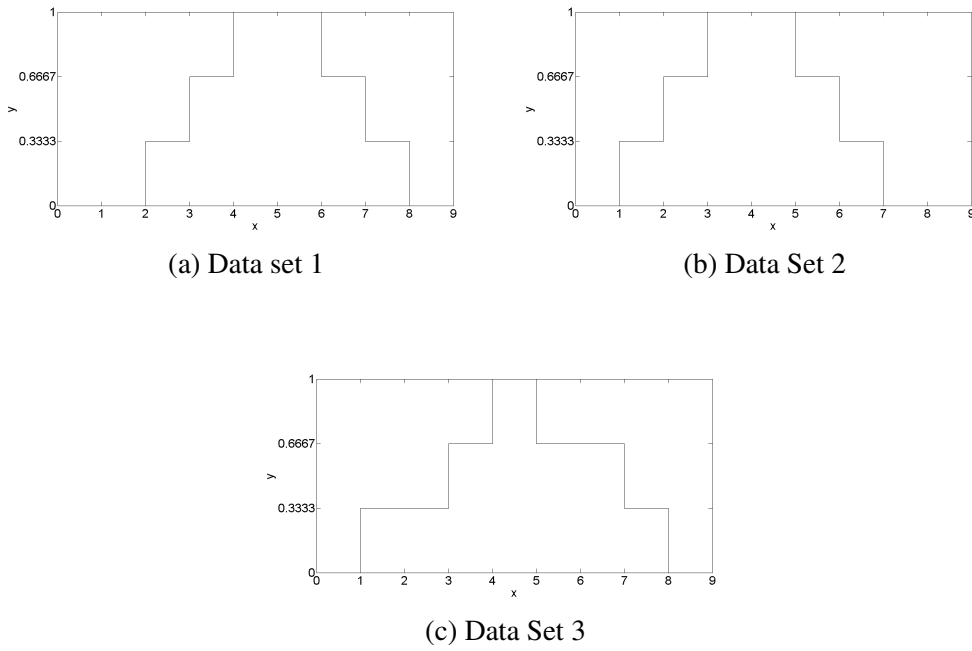 1
0.6667
y
0.3333
0
0 1 2 3 4 5 6 7 8 9
x
(a) Data set 1
1
0.6667
y
0.3333
0
0 1 2 3 4 5 6 7 8 9
x
(b) Data Set 2
1
0.6667
y
0.3333
0
0 1 2 3 4 5 6 7 8 9
x
(c) Data Set 3